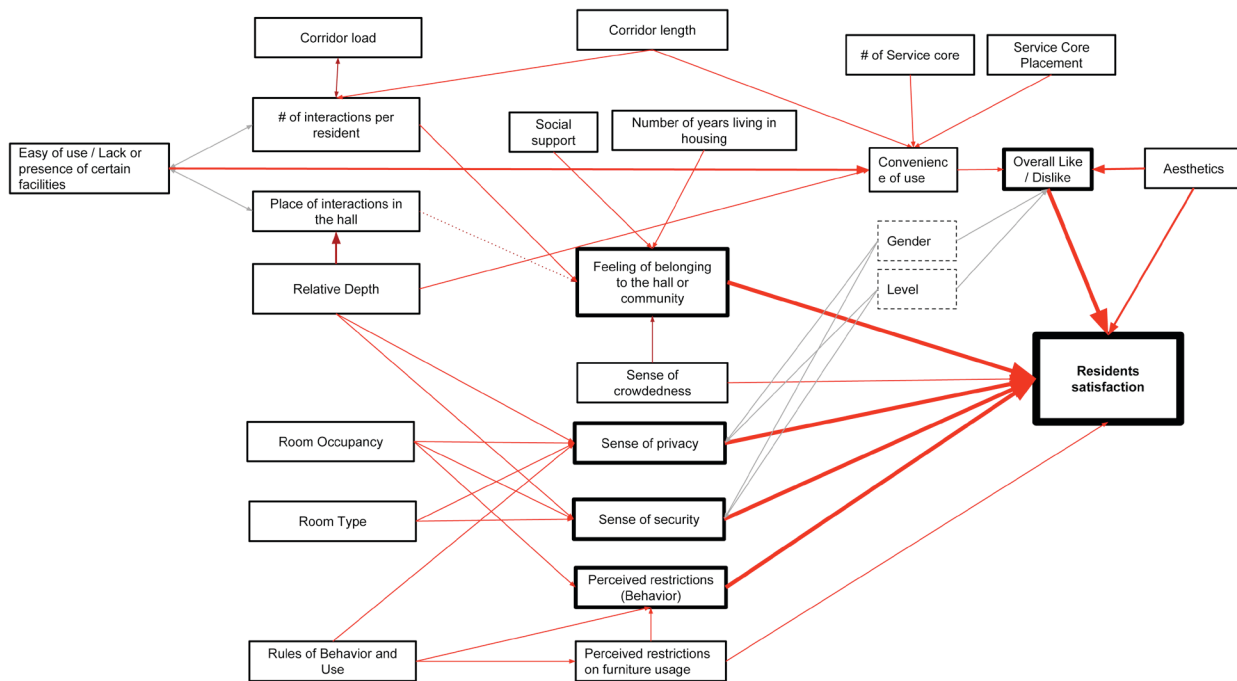 Corridor load
Corridor length
# of Service core
Service Core
Placement
# of interactions per
resident
Social
support
Number of years living in
housing
Easy of use / Lack or
presence of certain
facilities
Convenienc
e of use
Overall Like
/ Dislike
Aesthetics
Place of interactions in
the hall
Gender
Feeling of belonging
to the hall or
community
Relative Depth
Level
Sense of
crowdedness
Residents
satisfaction
Room Occupancy
Sense of privacy
Room Type
Sense of security
Perceived restrictions
(Behavior)
Rules of Behavior and
Use
Perceived restrictions
on furniture usage